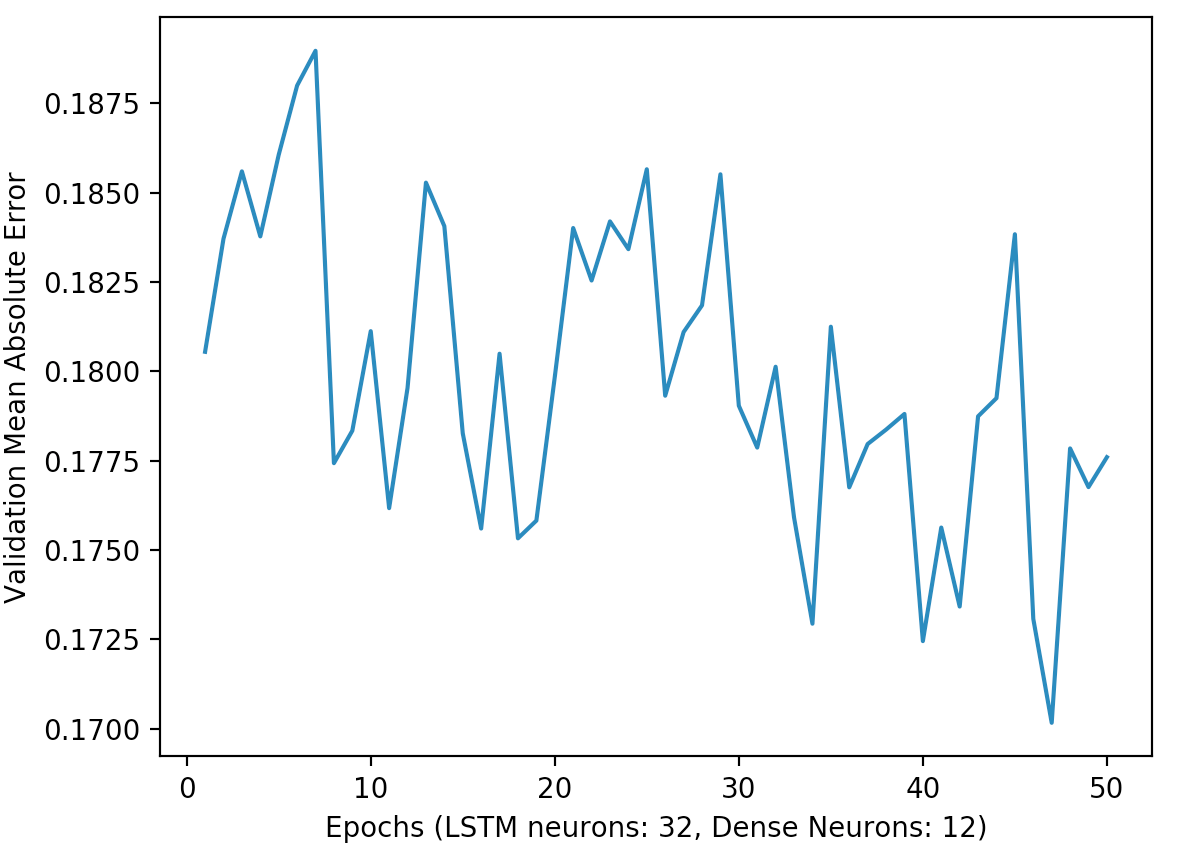 Validation Mean Absolute Error
0.1875
0.1850
0.1825
0.1800
0.1775
0.1750
0.1725
0.1700
0 10 20 30 40 50
Epochs (LSTM neurons: 32, Dense Neurons: 12)